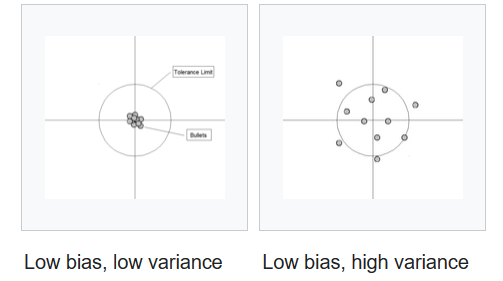 Tolerance Limit
Bullets
Low bias, low variance
Low bias, high variance